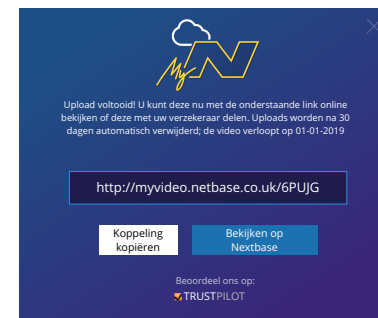 My N
Upload voltooid! U kunt deze nu met de onderstaande link online
bekijken of deze met uw verzekeraar delen. Uploads worden na 30
dagen automatisch verwijderd; de video verloopt op 01-01-2019
http://myvideo.netbase.co.uk/6PUJG
Koppeling
kopiëren
Bekijken op
Nextbase
Beoordeel ons op:
TRUSTPILOT